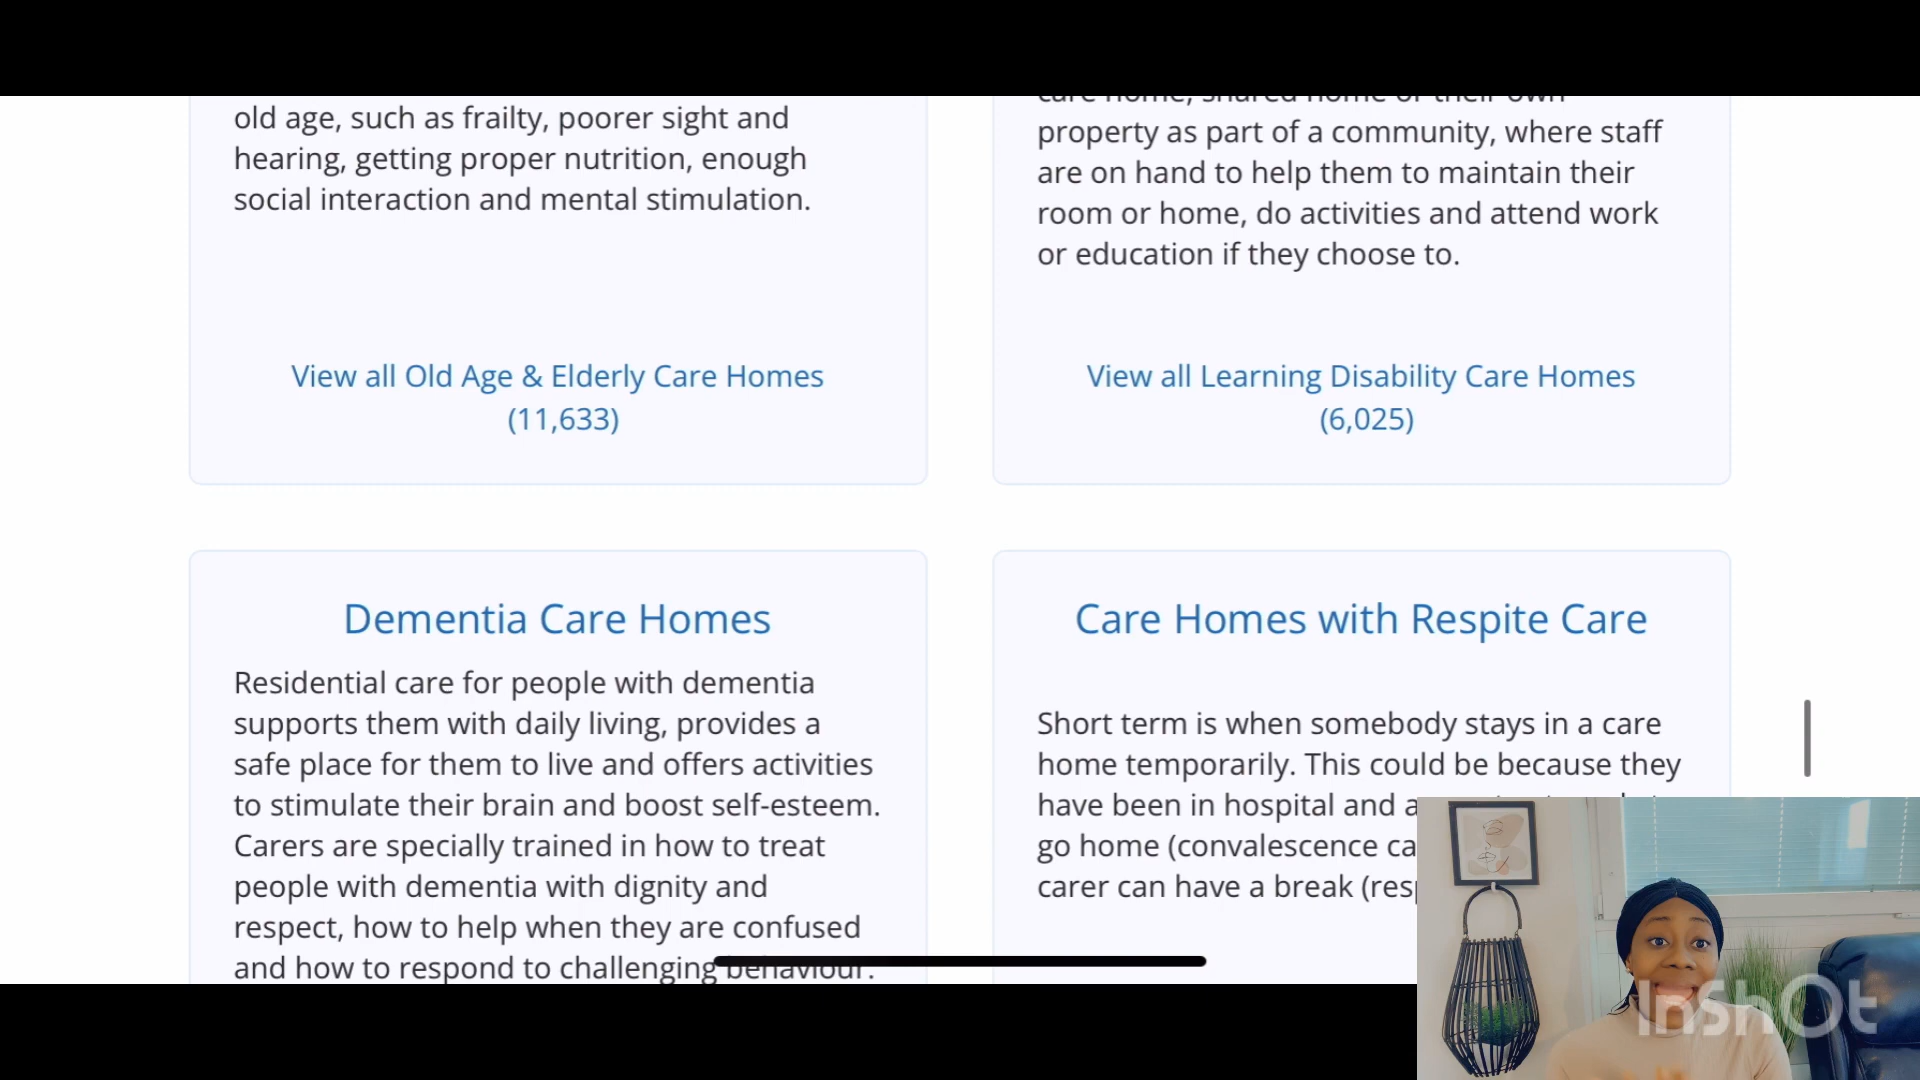 old age, such as frailty, poorer sight and
hearing, getting proper nutrition, enough
social interaction and mental stimulation.
View all Old Age & Elderly Care Homes
(11,633)
care home, shared home or their own
property as part of a community, where staff
are on hand to help them to maintain their
room or home, do activities and attend work
or education if they choose to.
View all Learning Disability Care Homes
(6,025)
Dementia Care Homes
Residential care for people with dementia
supports them with daily living, provides a
safe place for them to live and offers activities
to stimulate their brain and boost self-esteem.
Carers are specially trained in how to treat
people with dementia with dignity and
respect, how to help when they are confused
and how to respond to challenging behaviour.
Care Homes with Respite Care
Short term is when somebody stays in a care
home temporarily. This could be because they
have been in hospital and
go home (convalescence
carer can have a break
InShOt